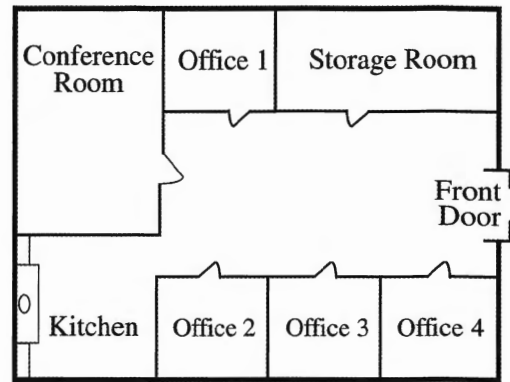 Conference
Room
Office 1
Storage Room
Front
Door
Kitchen
Office 2
Office 3
Office 4